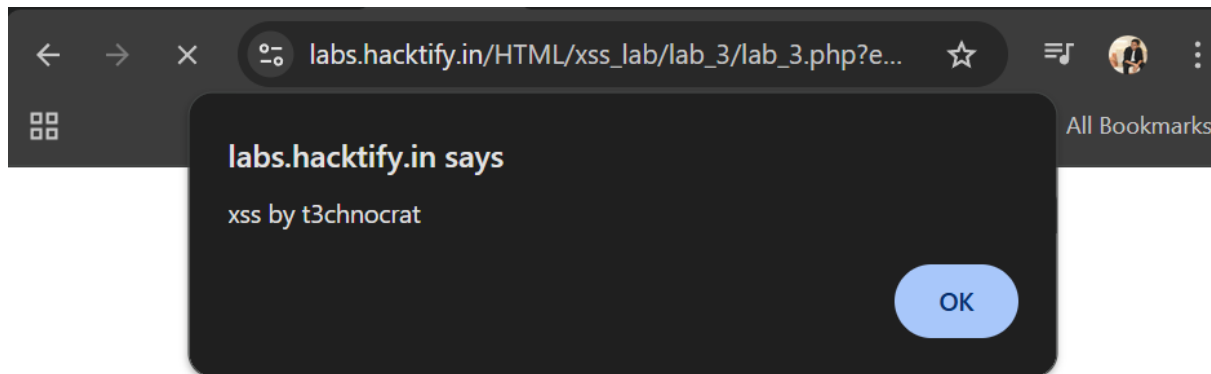 labs.hacktify.in/HTML/xss_lab/lab_3/lab_3.php?e...
All Bookmarks
labs.hacktify.in says
xss by t3chnocrat
OK